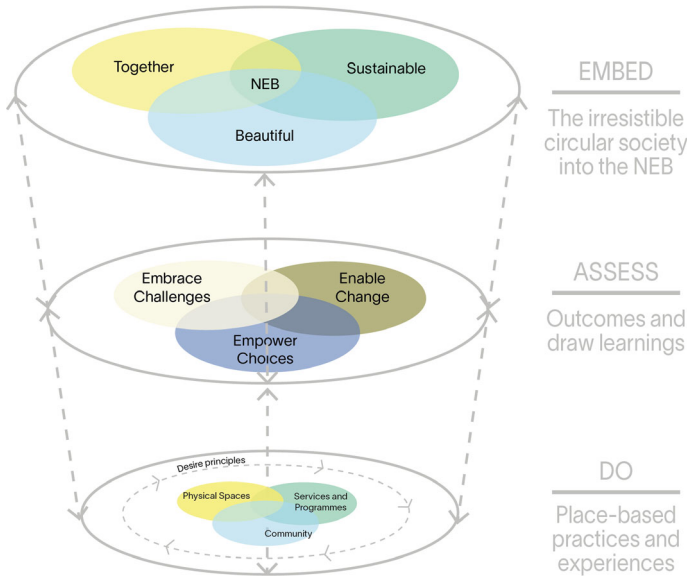 Together
Sustainable
NEB
Beautiful
EMBED
The irresistible
circular society
into the NEB
Embrace
Challenges
Enable
Change
Empower
Choices
ASSESS
Outcomes and
draw learnings
Desire principles
Physical Spaces
Services and
Programmes
Community
DO
Place-based
practices and
experiences